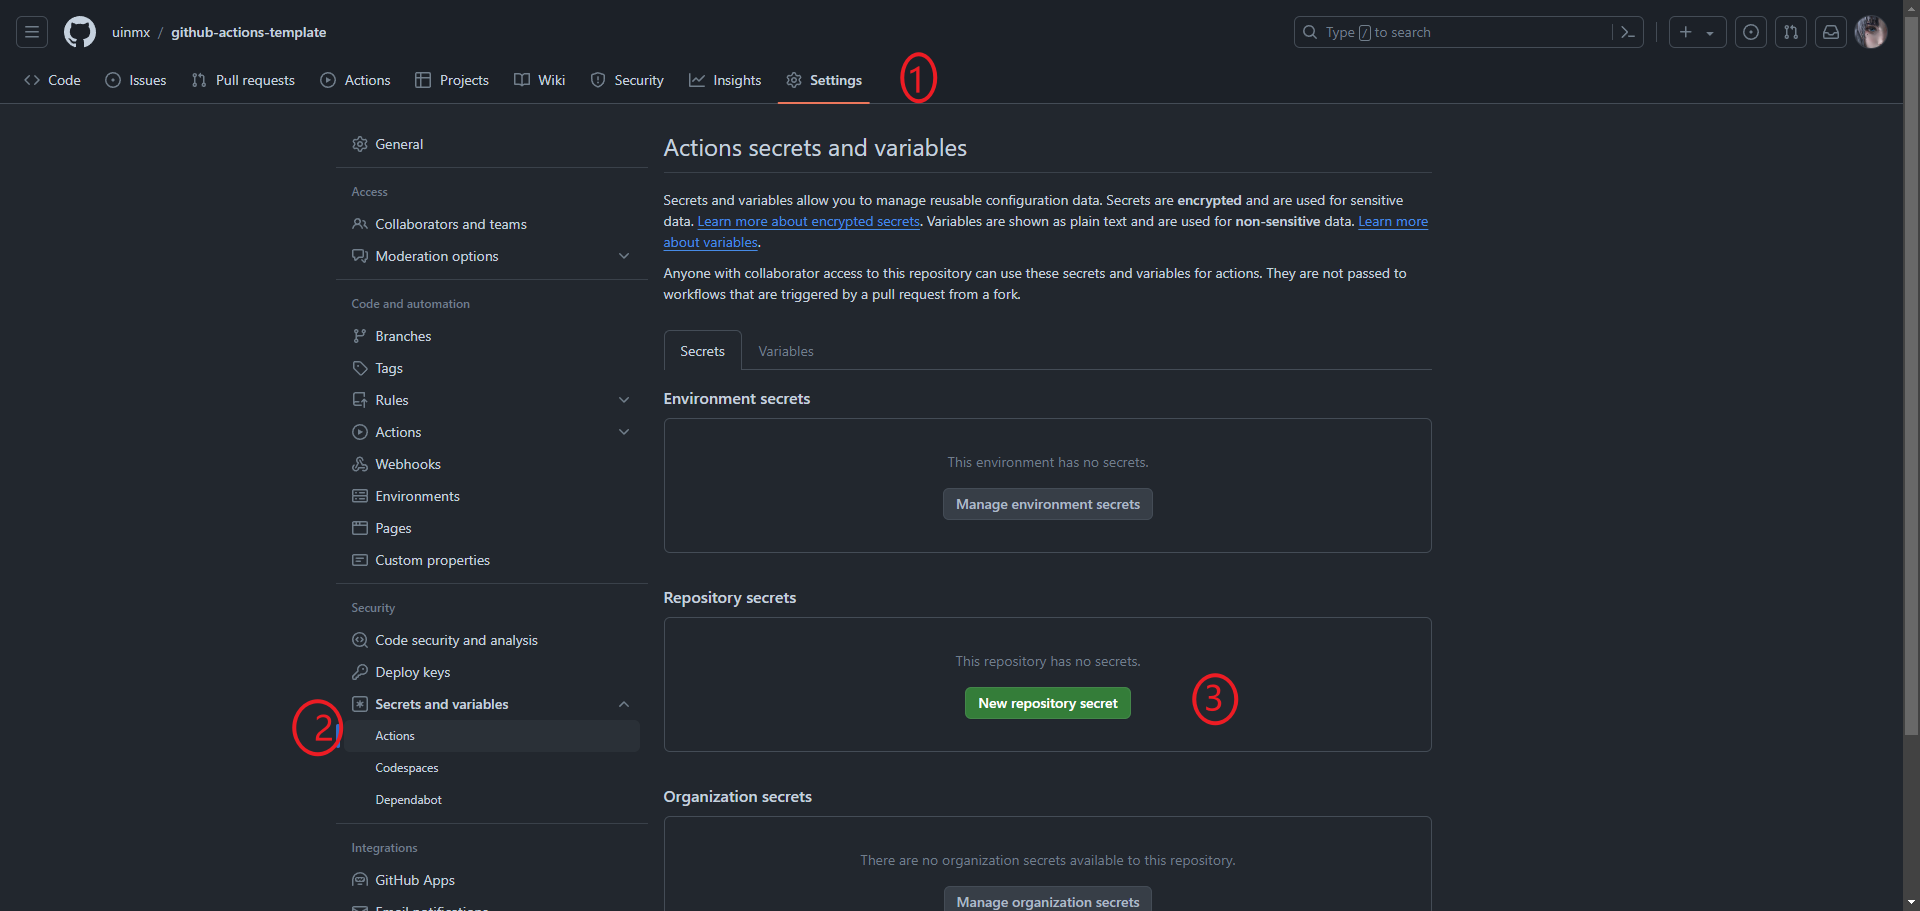 uinmx / github-actions-template
Type / to search
Code Issues Pull requests Actions Projects Wiki Security Insights Settings
1
General
Access
Collaborators and teams
Moderation options
Code and automation
Branches
Tags
Rules
Actions
Webhooks
Environments
Pages
Custom properties
Security
Code security and analysis
Deploy keys
Secrets and variables
2
Actions
Codespaces
Dependabot
Integrations
GitHub Apps
Email notifications
Actions secrets and variables
Secrets and variables allow you to manage reusable configuration data. Secrets are encrypted and are used for sensitive
data. Learn more about encrypted secrets. Variables are shown as plain text and are used for non-sensitive data. Learn more
about variables.
Anyone with collaborator access to this repository can use these secrets and variables for actions. They are not passed to
workflows that are triggered by a pull request from a fork.
Secrets Variables
Environment secrets
This environment has no secrets.
Manage environment secrets
Repository secrets
This repository has no secrets.
New repository secret
3
Organization secrets
There are no organization secrets available to this repository.
Manage organization secrets